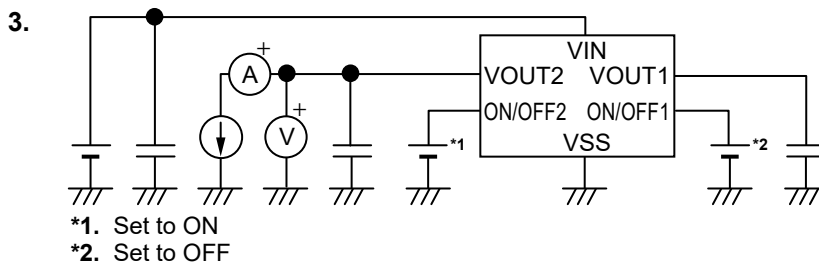 3.
VIN
A +
VOUT2 VOUT1
V +
ON/OFF2 ON/OFF1
*1 VSS *2
*1. Set to ON
*2. Set to OFF